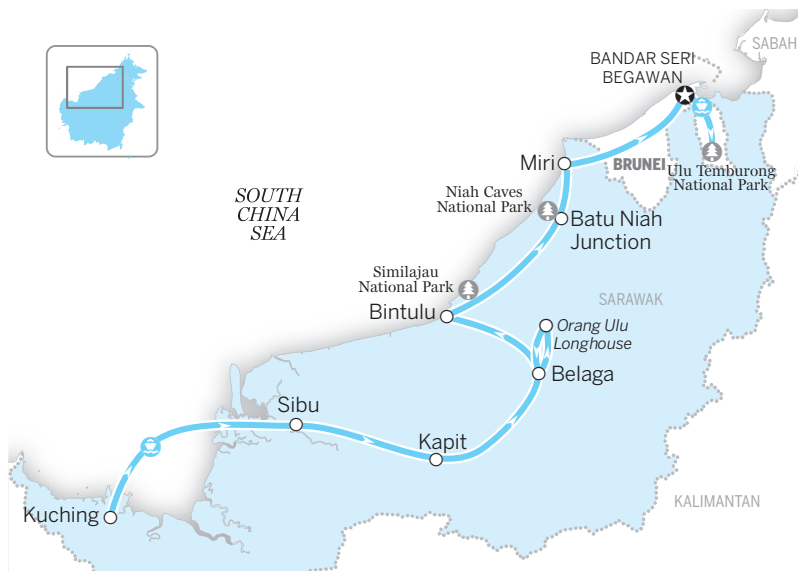 SABAH
BANDAR SERI
BEGAWAN
Miri
BRUNEI
Ulu Temburong
National Park
Niah Caves
National Park
SOUTH
CHINA
SEA
Batu Niah
Junction
Similajau
National Park
SARAWAK
Bintulu
Orang Ulu
Longhouse
Belaga
Sibu
Kapit
KALIMANTAN
Kuching